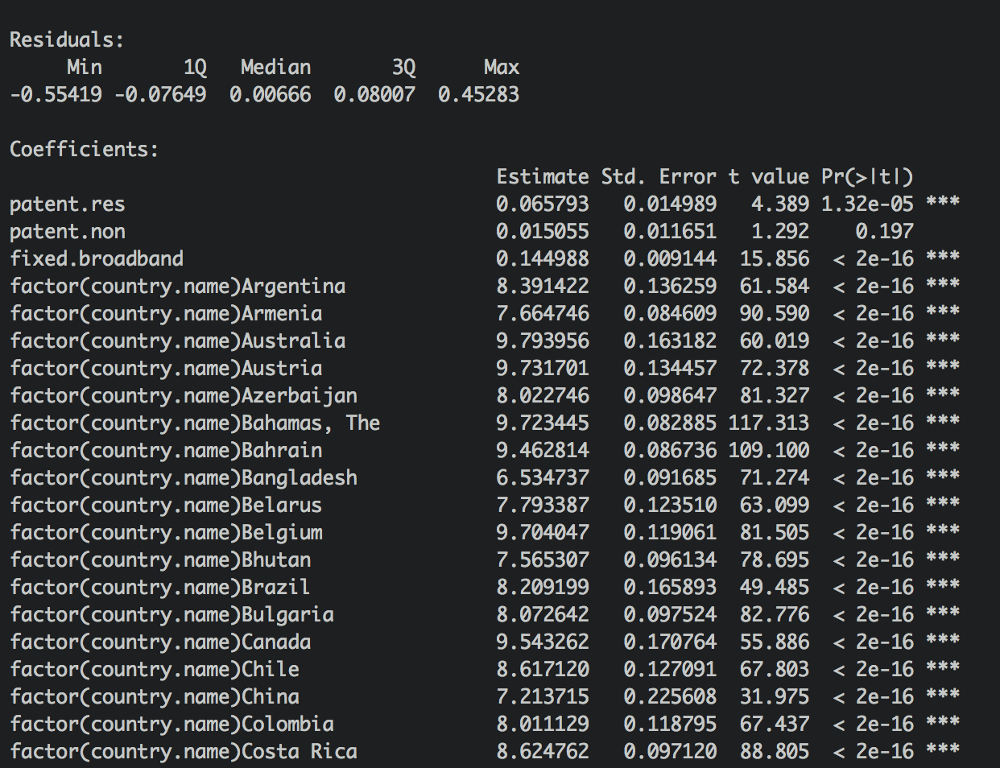 Residuals:
     Min       1Q   Median       3Q      Max
-0.55419 -0.07649  0.00666  0.08007  0.45283
Coefficients:
                                Estimate Std. Error t value Pr(>|t|)
patent.res                      0.065793   0.014989   4.389 1.32e-05 ***
patent.non                      0.015055   0.011651   1.292    0.197
fixed.broadband                 0.144988   0.009144  15.856  < 2e-16 ***
factor(country.name)Argentina   8.391422   0.136259  61.584  < 2e-16 ***
factor(country.name)Armenia     7.664746   0.084609  90.590  < 2e-16 ***
factor(country.name)Australia   9.793956   0.163182  60.019  < 2e-16 ***
factor(country.name)Austria     9.731701   0.134457  72.378  < 2e-16 ***
factor(country.name)Azerbaijan  8.022746   0.098647  81.327  < 2e-16 ***
factor(country.name)Bahamas, The 9.723445   0.082885 117.313  < 2e-16 ***
factor(country.name)Bahrain     9.462814   0.086736 109.100  < 2e-16 ***
factor(country.name)Bangladesh  6.534737   0.091685  71.274  < 2e-16 ***
factor(country.name)Belarus     7.793387   0.123510  63.099  < 2e-16 ***
factor(country.name)Belgium     9.704047   0.119061  81.505  < 2e-16 ***
factor(country.name)Bhutan      7.565307   0.096134  78.695  < 2e-16 ***
factor(country.name)Brazil      8.209199   0.165893  49.485  < 2e-16 ***
factor(country.name)Bulgaria    8.072642   0.097524  82.776  < 2e-16 ***
factor(country.name)Canada      9.543262   0.170764  55.886  < 2e-16 ***
factor(country.name)Chile       8.617120   0.127091  67.803  < 2e-16 ***
factor(country.name)China       7.213715   0.225608  31.975  < 2e-16 ***
factor(country.name)Colombia    8.011129   0.118795  67.437  < 2e-16 ***
factor(country.name)Costa Rica  8.624762   0.097120  88.805  < 2e-16 ***